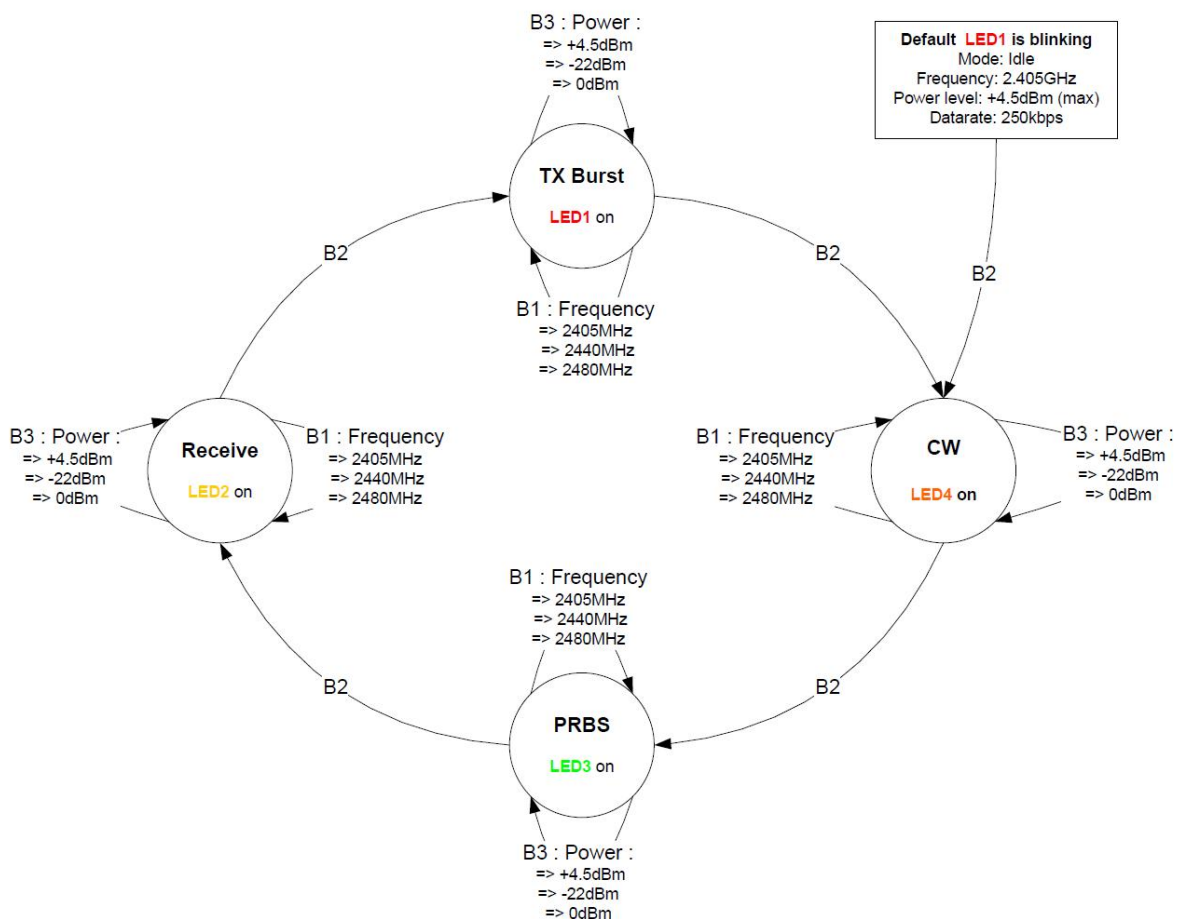 B3 : Power :
=> +4.5dBm
=> -22dBm
=> 0dBm
Default LED1 is blinking
Mode: Idle
Frequency: 2.405GHz
Power level: +4.5dBm (max)
Datarate: 250kbps
TX Burst
LED1 on
B2
B2
B2
B1 : Frequency
=> 2405MHz
=> 2440MHz
=> 2480MHz
B3 : Power :
=> +4.5dBm
=> -22dBm
=> 0dBm
Receive
LED2 on
B1 : Frequency
=> 2405MHz
=> 2440MHz
=> 2480MHz
B1 : Frequency
=> 2405MHz
=> 2440MHz
=> 2480MHz
CW
LED4 on
B3 : Power :
=> +4.5dBm
=> -22dBm
=> 0dBm
B1 : Frequency
=> 2405MHz
=> 2440MHz
=> 2480MHz
B2
B2
PRBS
LED3 on
B3 : Power :
=> +4.5dBm
=> -22dBm
=> 0dBm